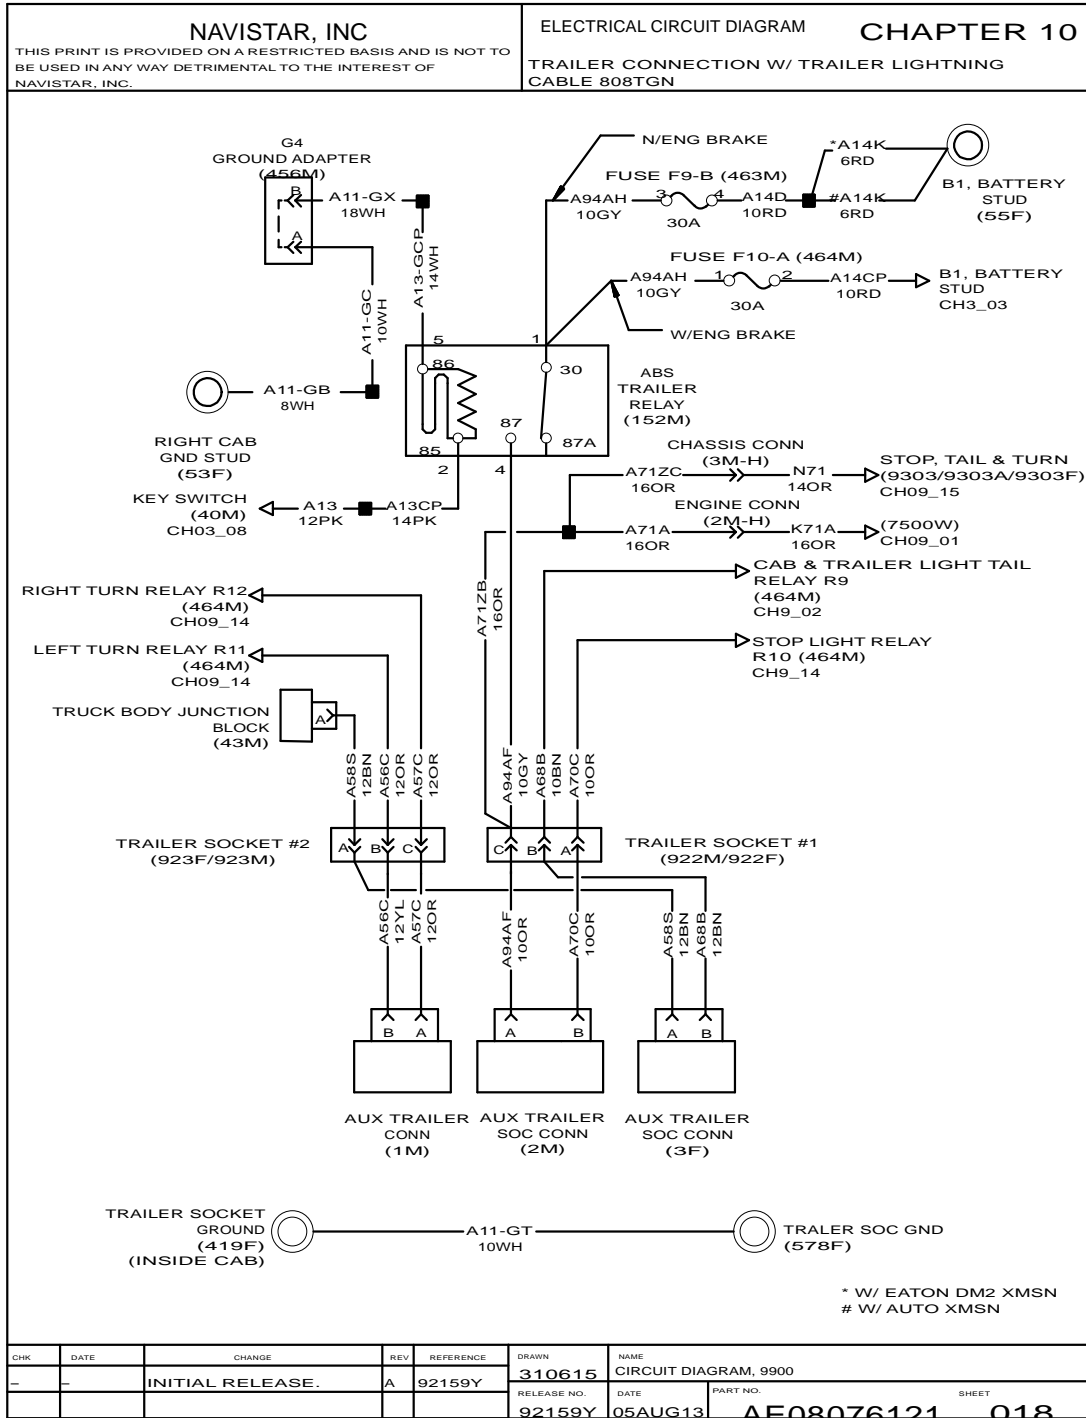 NAVISTAR, INC
THIS PRINT IS PROVIDED ON A RESTRICTED BASIS AND IS NOT TO
BE USED IN ANY WAY DETRIMENTAL TO THE INTEREST OF
NAVISTAR, INC.
ELECTRICAL CIRCUIT DIAGRAM
CHAPTER 10
TRAILER CONNECTION W/ TRAILER LIGHTNING
CABLE 808TGN
G4
GROUND ADAPTER
(456M)
B
A
A11-GX
18WH
A13-GCP
14WH
A11-GC
10WH
A11-GB
8WH
RIGHT CAB
GND STUD
(53F)
N/ENG BRAKE
FUSE F9-B (463M)
A94AH
10GY
3
4
30A
A14D
10RD
*A14K
6RD
#A14K
6RD
B1, BATTERY
STUD
(55F)
FUSE F10-A (464M)
A94AH
10GY
1
2
30A
A14CP
10RD
B1, BATTERY
STUD
CH3_03
W/ENG BRAKE
5
1
86
30
87
87A
85
2
4
ABS
TRAILER
RELAY
(152M)
KEY SWITCH
(40M)
CH03_08
A13
12PK
A13CP
14PK
CHASSIS CONN
(3M-H)
A71ZC
16OR
N71
14OR
STOP, TAIL & TURN
(9303/9303A/9303F)
CH09_15
ENGINE CONN
(2M-H)
A71A
16OR
K71A
16OR
(7500W)
CH09_01
CAB & TRAILER LIGHT TAIL
RELAY R9
(464M)
CH9_02
STOP LIGHT RELAY
R10 (464M)
CH9_14
RIGHT TURN RELAY R12
(464M)
CH09_14
LEFT TURN RELAY R11
(464M)
CH09_14
TRUCK BODY JUNCTION
BLOCK
(43M)
A
A71ZB
16OR
A58S
12BN
A56C
12OR
A57C
12OR
A94AF
10GY
A68B
10BN
A70C
10OR
TRAILER SOCKET #2
(923F/923M)
A
B
C
C
B
A
TRAILER SOCKET #1
(922M/922F)
A56C
12YL
A57C
12OR
A94AF
10OR
A70C
10OR
A58S
12BN
A68B
12BN
B
A
A
B
A
B
AUX TRAILER
CONN
(1M)
AUX TRAILER
SOC CONN
(2M)
AUX TRAILER
SOC CONN
(3F)
TRAILER SOCKET
GROUND
(419F)
(INSIDE CAB)
A11-GT
10WH
TRALER SOC GND
(578F)
* W/ EATON DM2 XMSN
# W/ AUTO XMSN
CHK
DATE
CHANGE
REV
REFERENCE
DRAWN
NAME
–
–
INITIAL RELEASE.
A
92159Y
310615
CIRCUIT DIAGRAM, 9900
RELEASE NO.
DATE
PART NO.
SHEET
92159Y
05AUG13
AE08076121
018